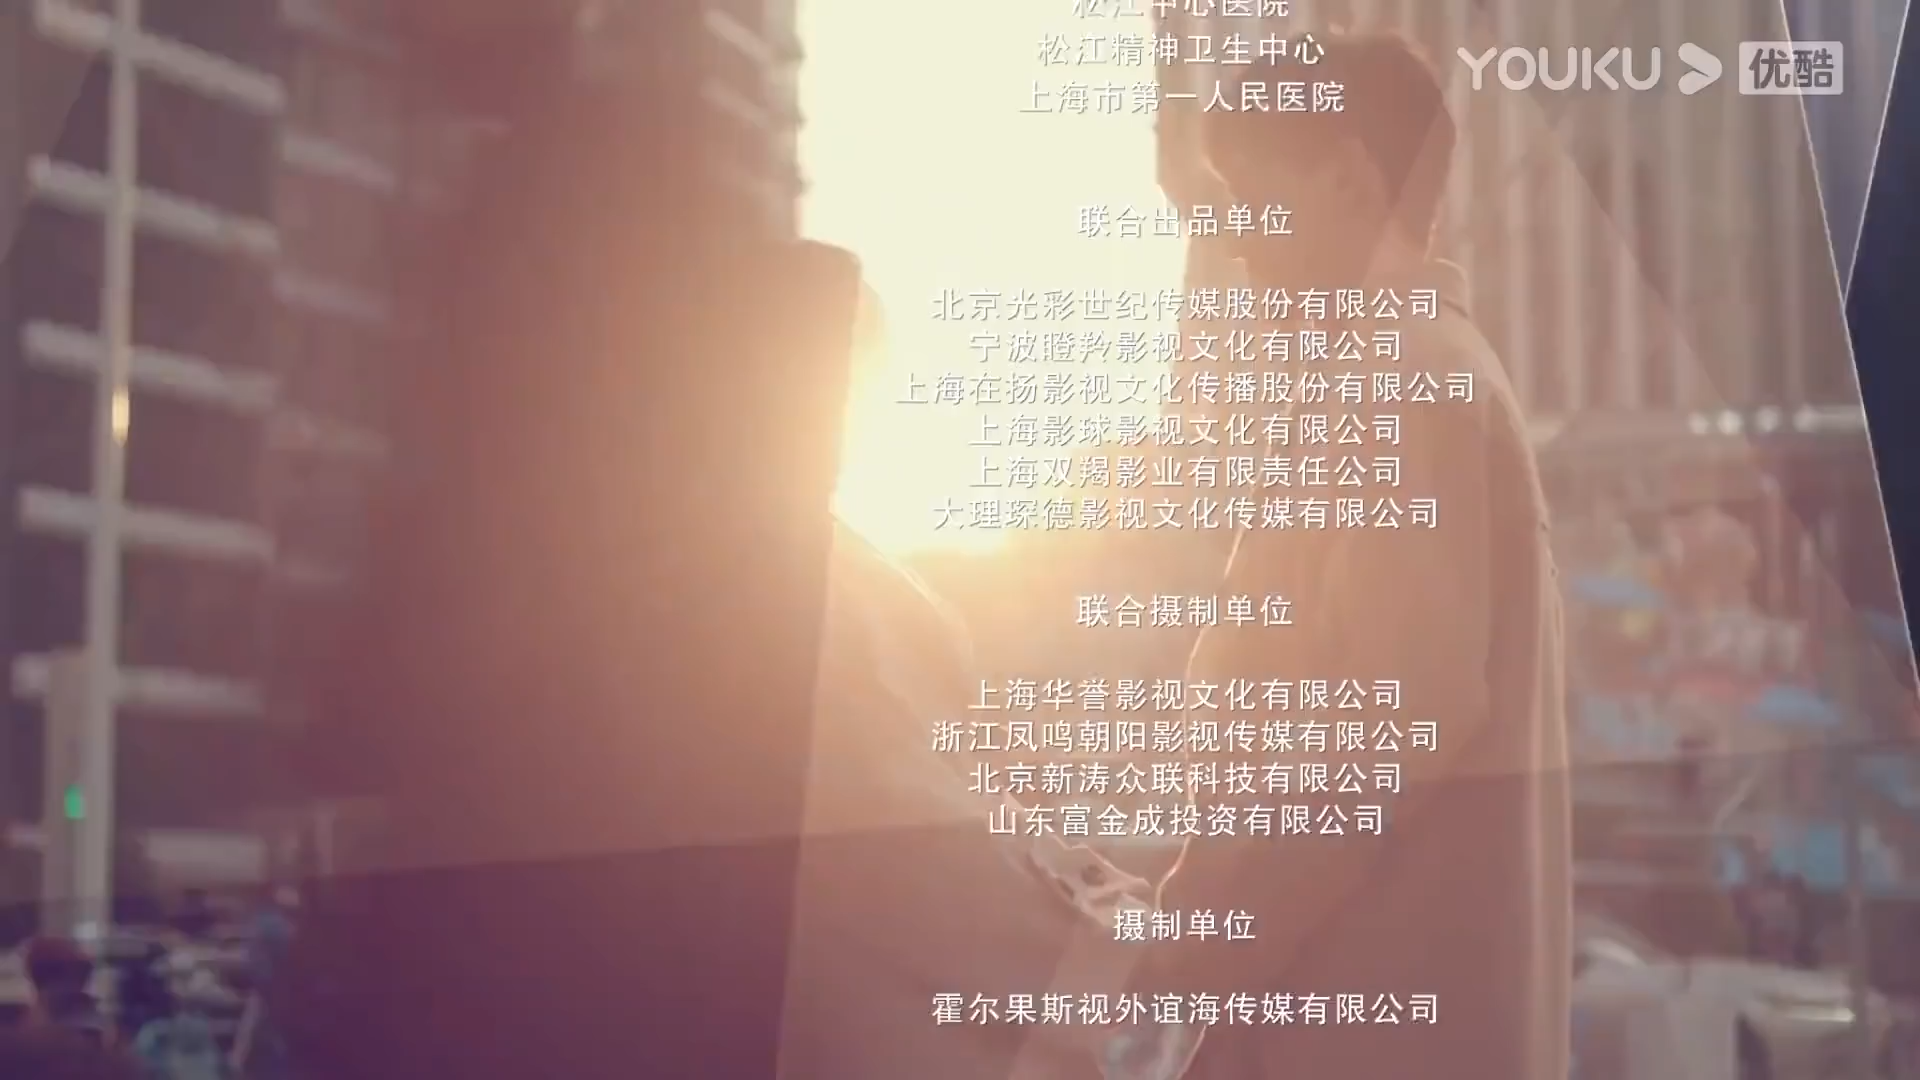 松江中心医院
松江精神卫生中心
上海市第一人民医院
YOUKU 优酷
联合出品单位
北京光彩世纪传媒股份有限公司
宁波瞪羚影视文化有限公司
上海在扬影视文化传播股份有限公司
上海影球影视文化有限公司
上海双羯影业有限责任公司
大理琛德影视文化传媒有限公司
联合摄制单位
上海华誉影视文化有限公司
浙江凤鸣朝阳影视传媒有限公司
北京新涛众联科技有限公司
山东富金成投资有限公司
摄制单位
霍尔果斯视外谊海传媒有限公司